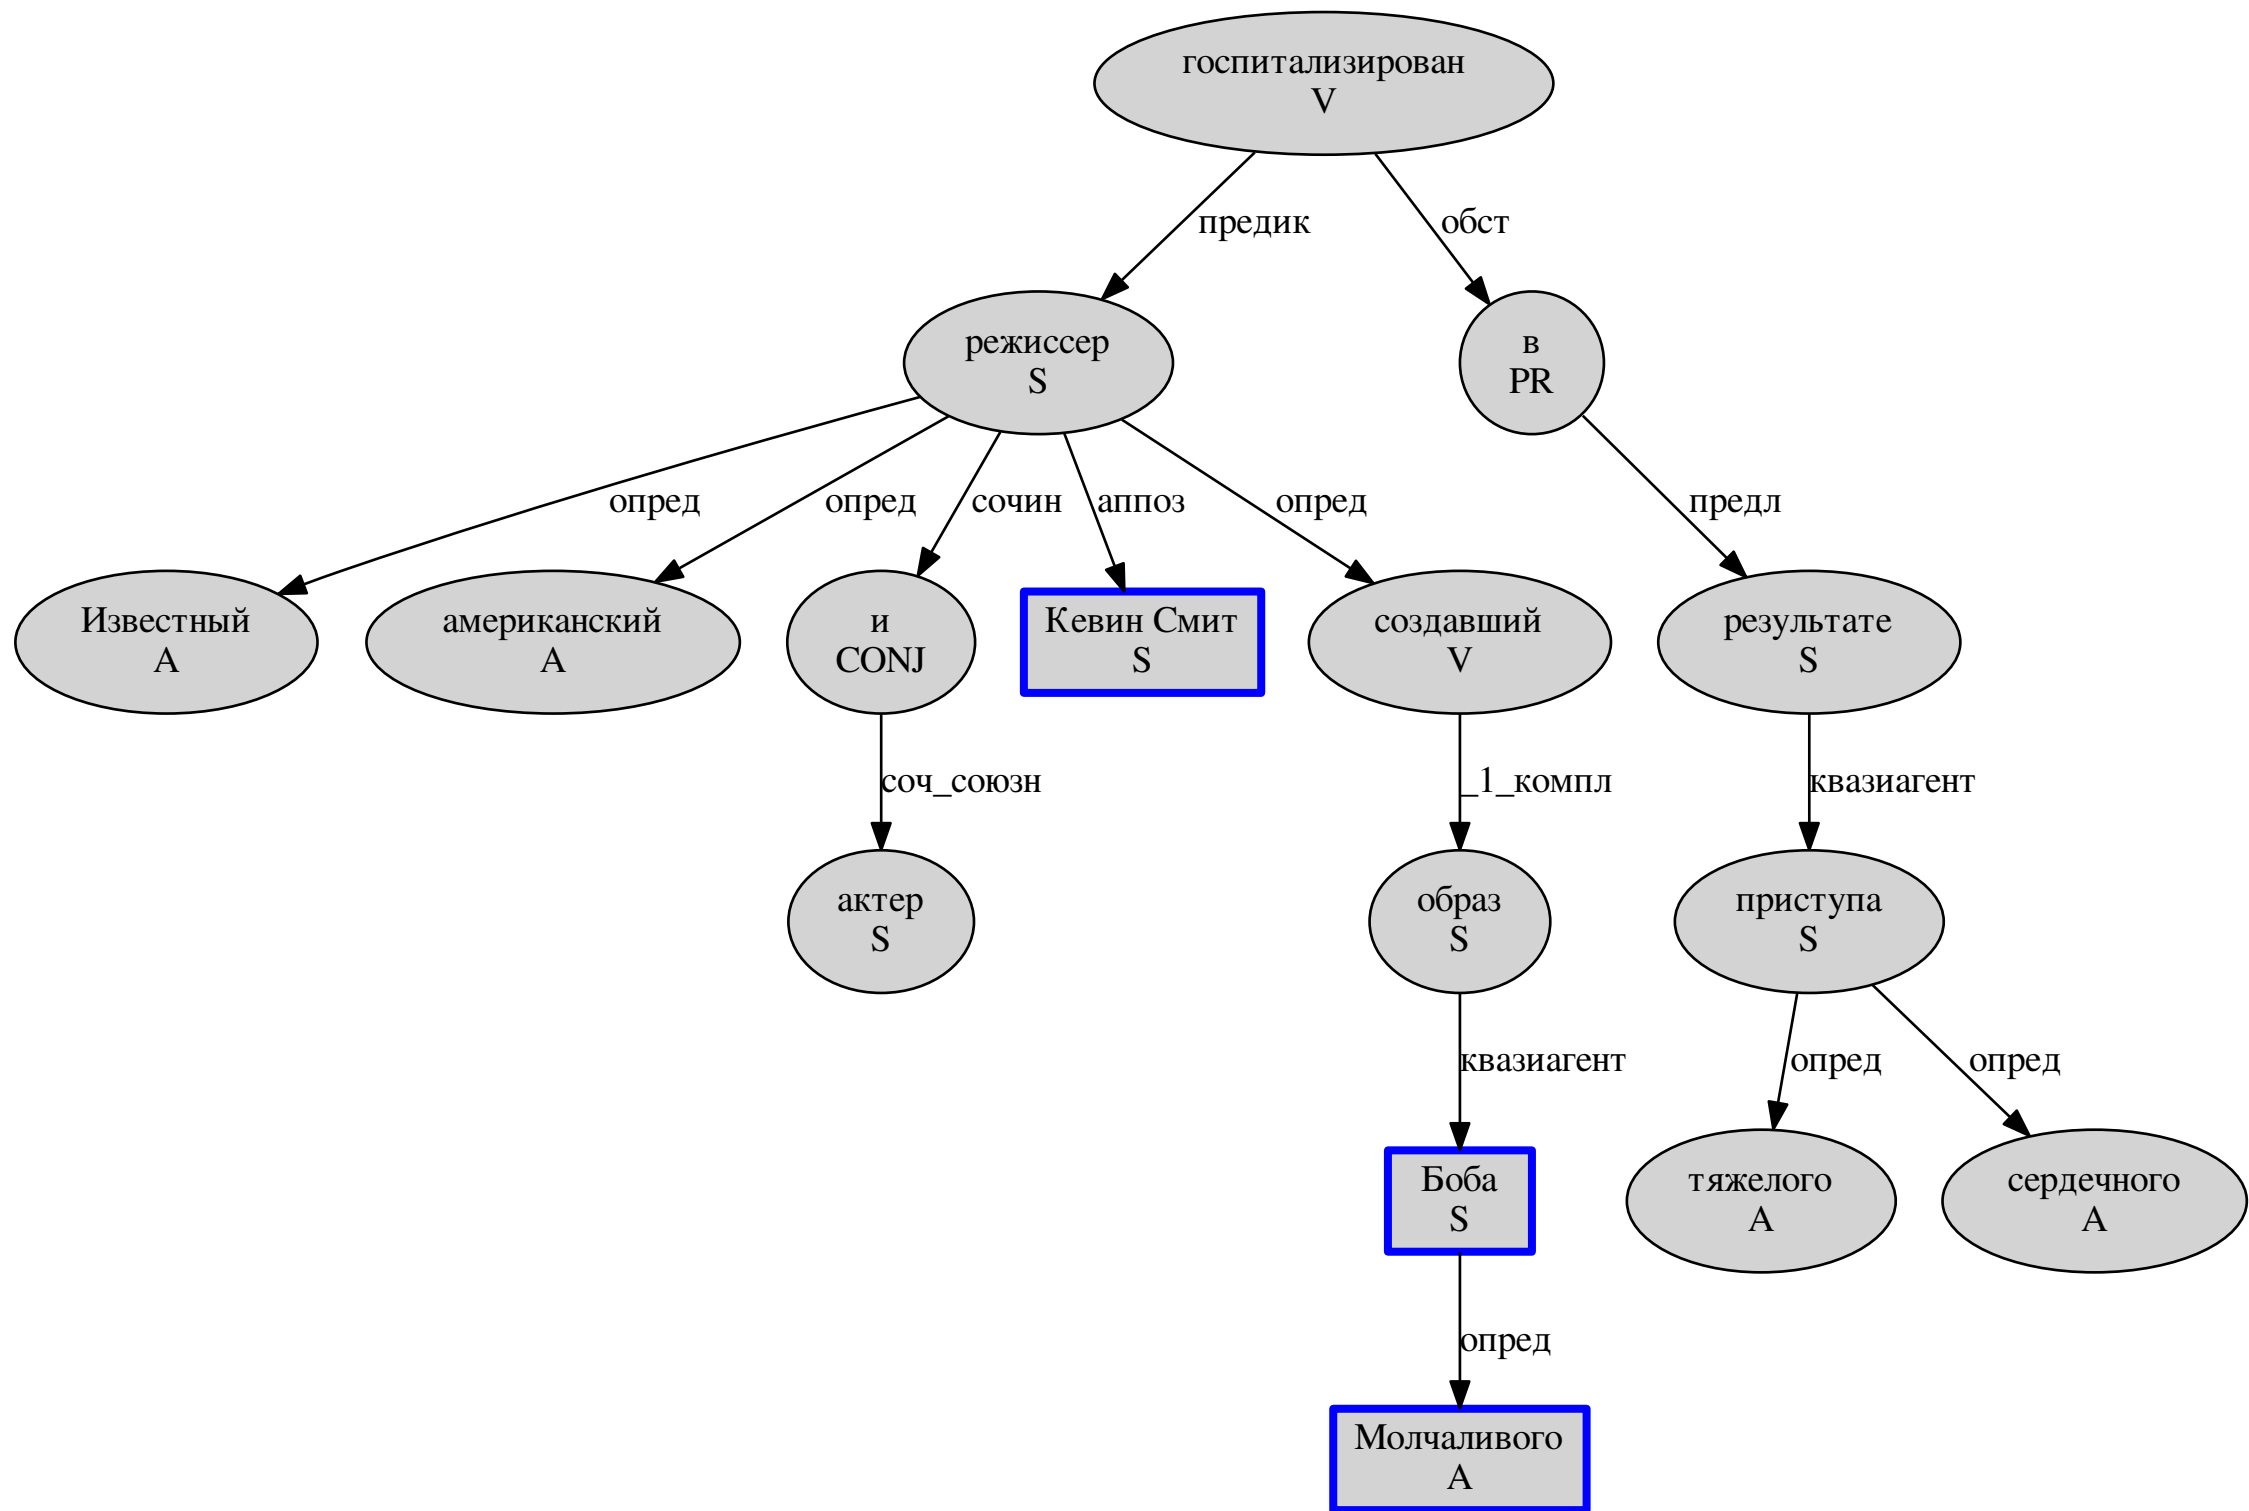 госпитализирован
V
предик
обст
режиссер
S
в
PR
опред
опред
сочин
аппоз
опред
предл
Известный
A
американский
A
и
CONJ
Кевин Смит
S
создавший
V
результате
S
соч_союзн
_1_компл
квазиагент
актер
S
образ
S
приступа
S
квазиагент
опред
опред
Боба
S
тяжелого
A
сердечного
A
опред
Молчаливого
A